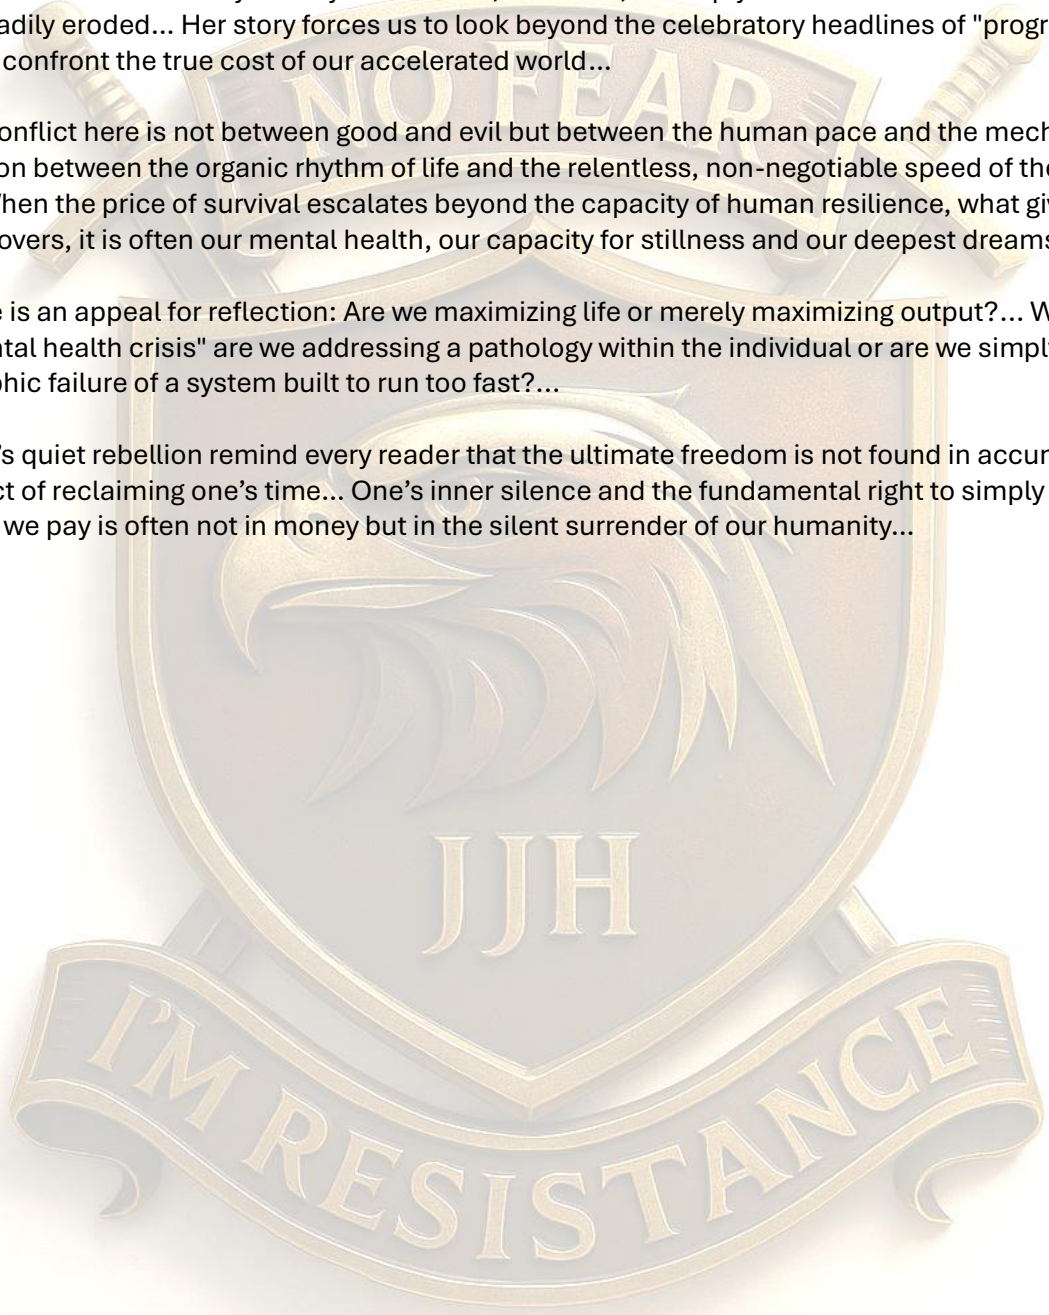 adily eroded... Her story forces us to look beyond the celebratory headlines of "progr
confront the true cost of our accelerated world...
onflict here is not between good and evil but between the human pace and the mech
on between the organic rhythm of life and the relentless, non-negotiable speed of the
hen the price of survival escalates beyond the capacity of human resilience, what giv
overs, it is often our mental health, our capacity for stillness and our deepest dreams
e is an appeal for reflection: Are we maximizing life or merely maximizing output?... W
tal health crisis" are we addressing a pathology within the individual or are we simpl
hic failure of a system built to run too fast?...
's quiet rebellion remind every reader that the ultimate freedom is not found in accur
ct of reclaiming one’s time... One’s inner silence and the fundamental right to simply
we pay is often not in money but in the silent surrender of our humanity...
NO FEAR
JJH
I'M RESISTANCE